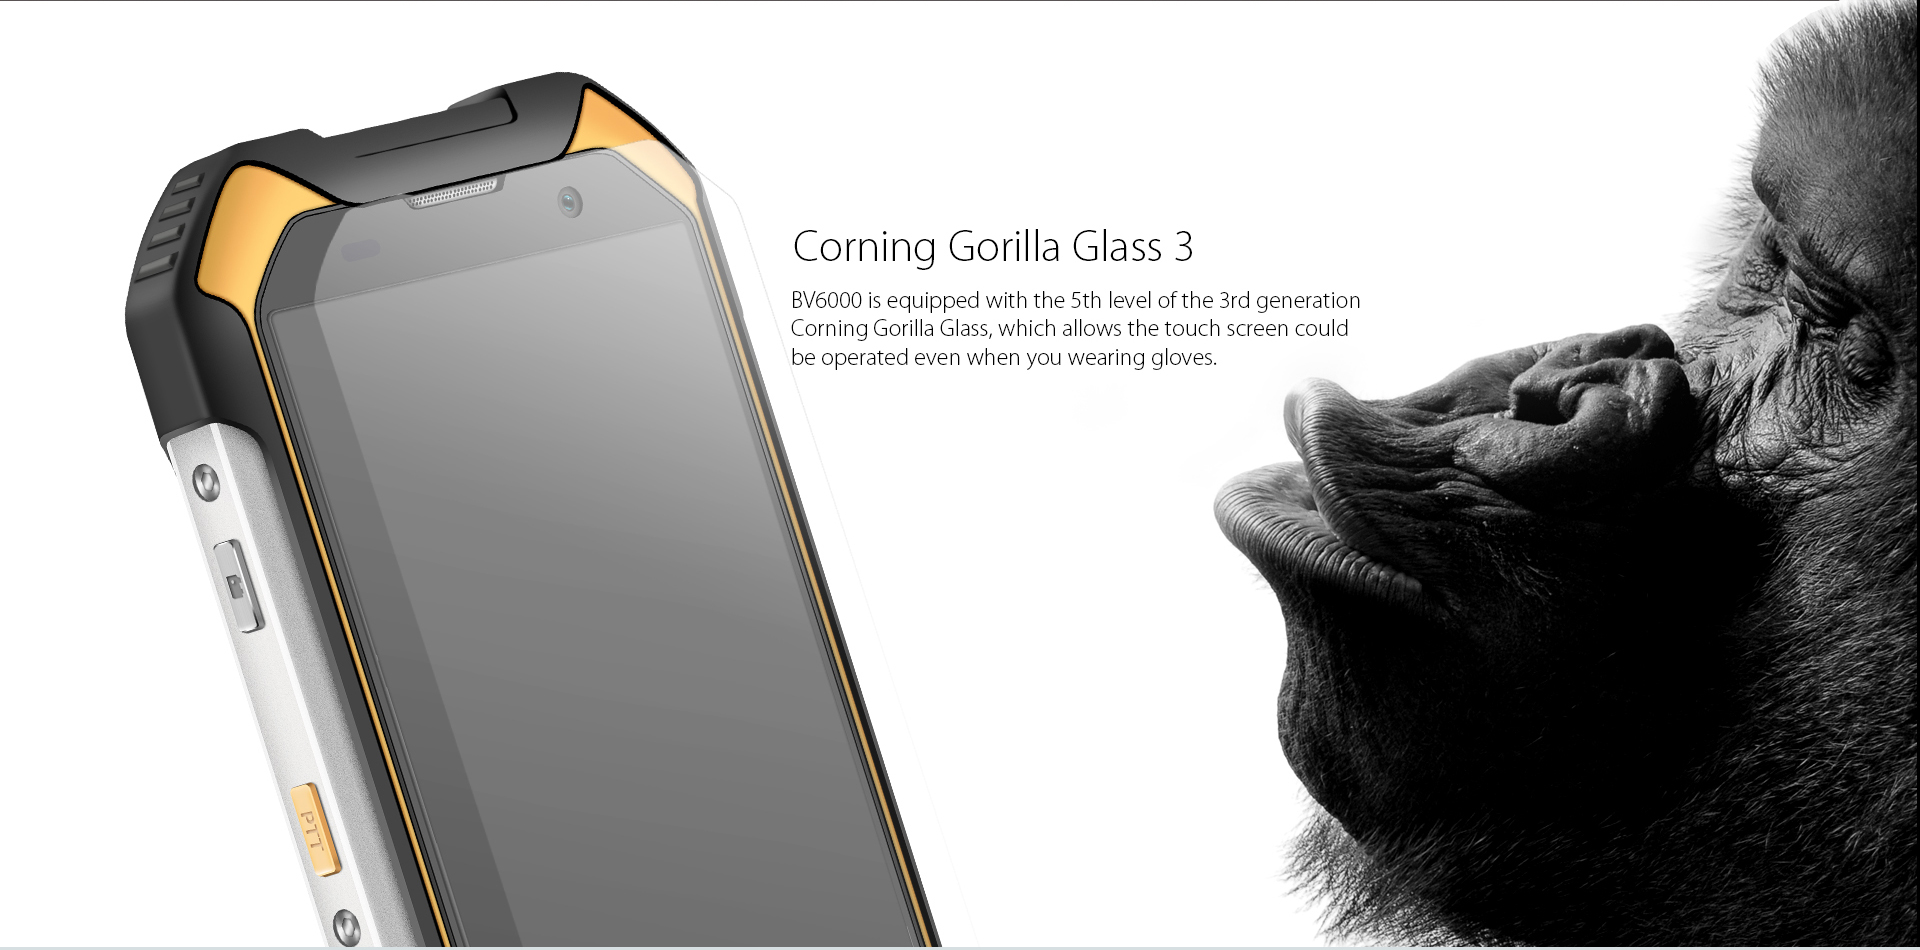 Corning Gorilla Glass 3
BV6000 is equipped with the 5th level of the 3rd generation
Corning Gorilla Glass, which allows the touch screen could
be operated even when you wearing gloves.
PTT